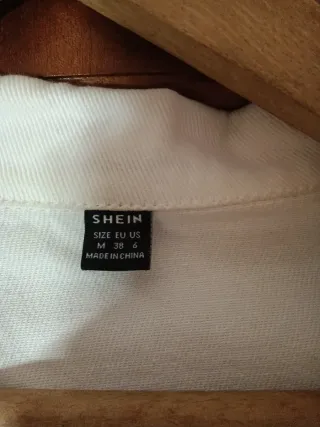 SHEIN
SIZE EU US
M 38 6
MADE IN CHINA